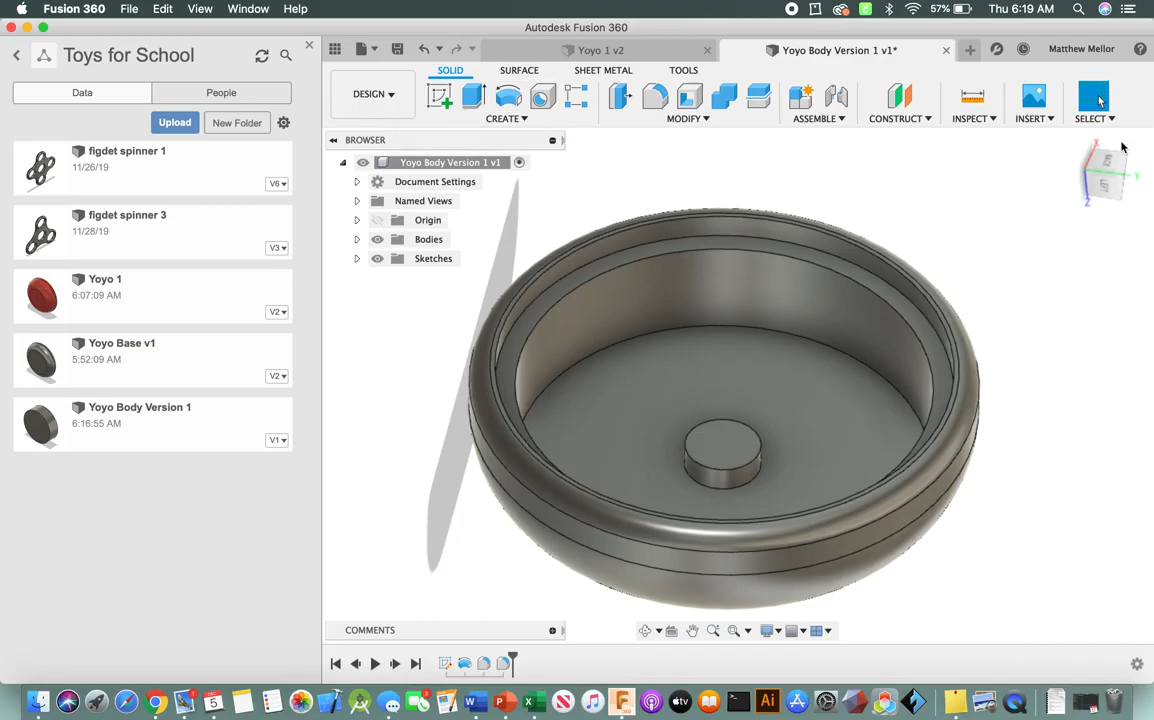 Fusion 360 File Edit View Window Help 57% Thu 6:19 AM
Autodesk Fusion 360
Toys for School
Yoyo 1 v2
Yoyo Body Version 1 v1*
Matthew Mellor
SOLID SURFACE SHEET METAL TOOLS
Data People
DESIGN
CREATE MODIFY ASSEMBLE CONSTRUCT INSPECT INSERT SELECT
Upload New Folder
BROWSER
figdet spinner 1
11/26/19
V6
Yoyo Body Version 1 v1
Document Settings
Named Views
Origin
Bodies
Sketches
figdet spinner 3
11/28/19
V3
Yoyo 1
6:07:09 AM
V2
Yoyo Base v1
5:52:09 AM
V2
Yoyo Body Version 1
6:16:55 AM
V1
X
BACK
Y
LEFT
Z
COMMENTS
5
W
P
X
N
F
Ai